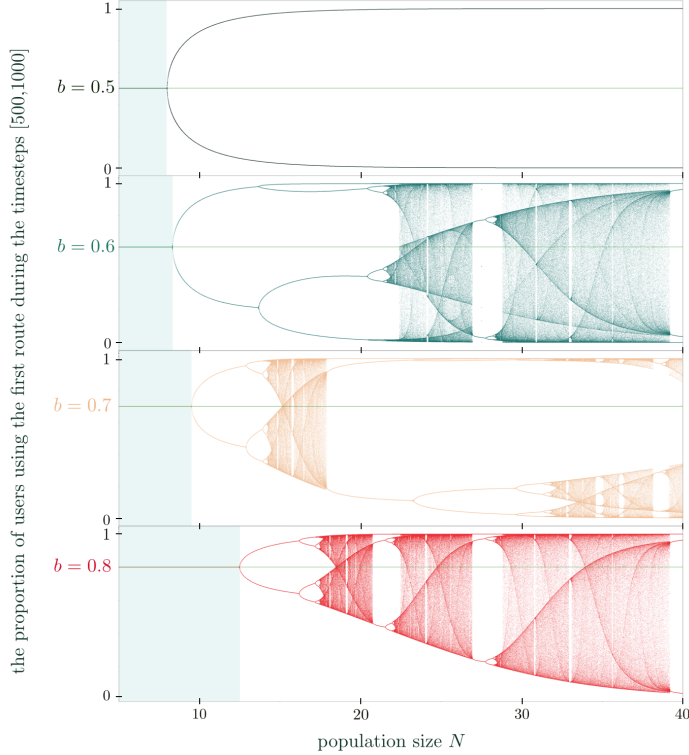 the proportion of users using the first route during the timesteps [500,1000]
1
b = 0.5
0
1
b = 0.6
0
1
b = 0.7
0
1
b = 0.8
0
10 20 30 40
population size N